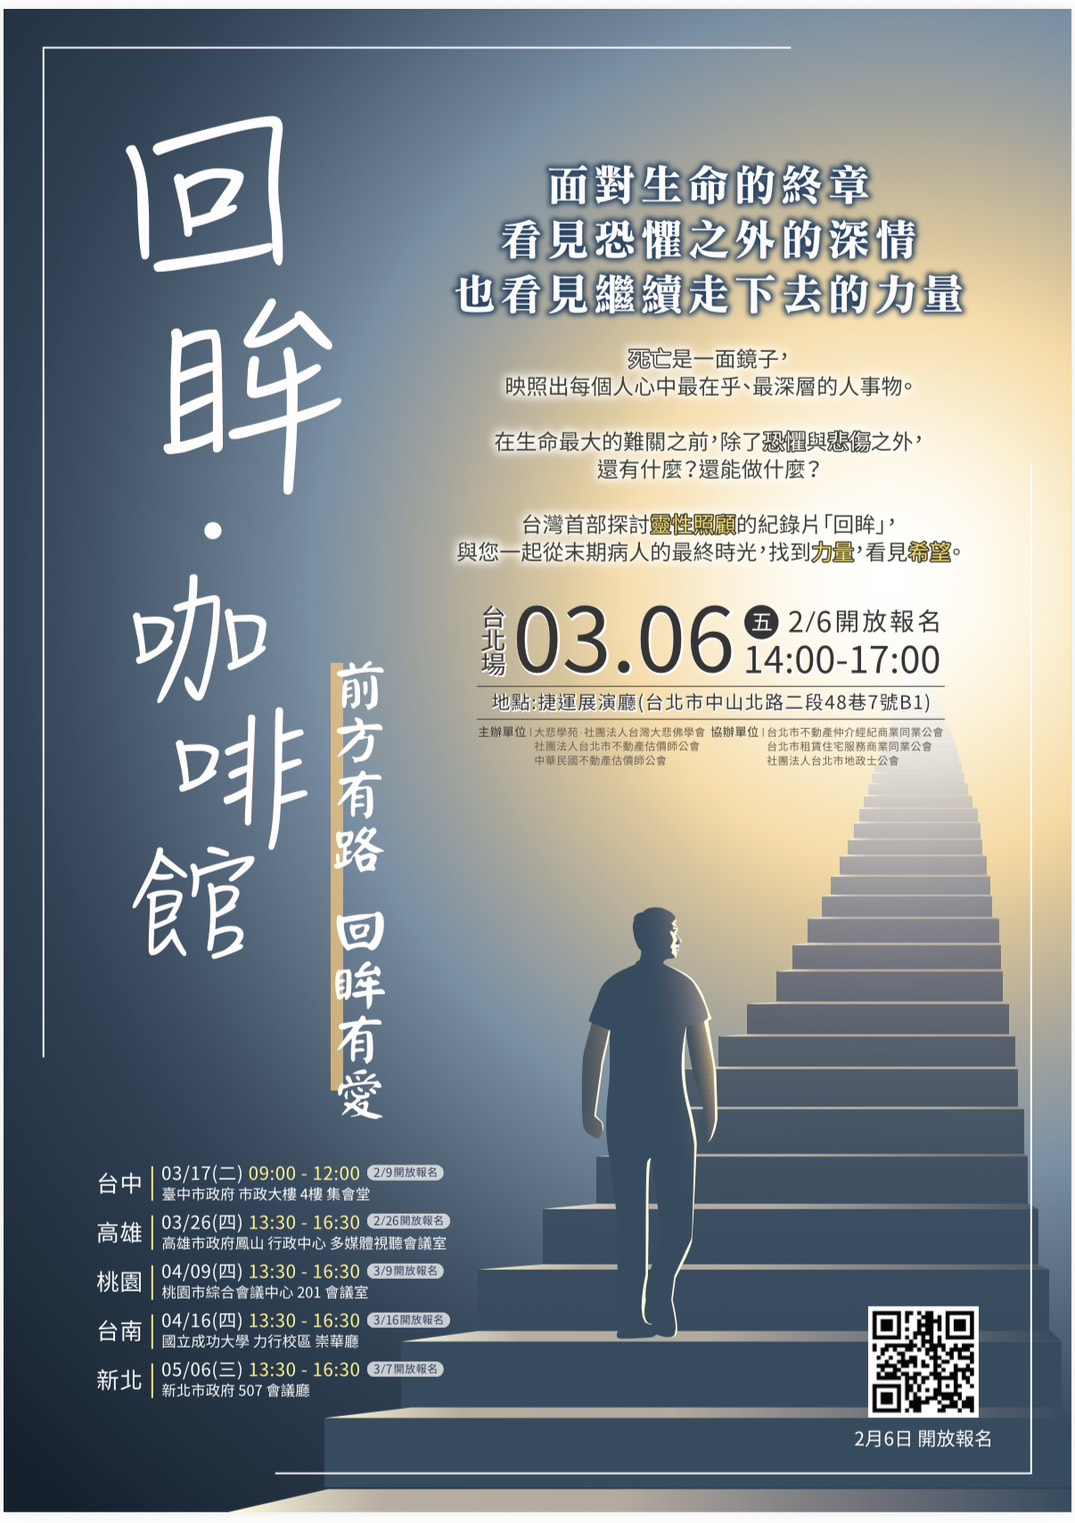 回眸・咖啡館
前方有路 回眸有愛
面對生命的終章
看見恐懼之外的深情
也看見繼續走下去的力量
死亡是一面鏡子，
映照出每個人心中最在乎、最深層的人事物。
在生命最大的難關之前，除了恐懼與悲傷之外，
還有什麼？還能做什麼？
台灣首部探討靈性照顧的紀錄片「回眸」，
與您一起從末期病人的最終時光，找到力量，看見希望。
台北場 03.06 五 2/6開放報名
14:00-17:00
地點:捷運展演廳(台北市中山北路二段48巷7號B1)
主辦單位 | 大悲學苑·社團法人台灣大悲佛學會
社團法人台北市不動產估價師公會
中華民國不動產估價師公會
協辦單位 | 台北市不動產仲介經紀商業同業公會
台北市租賃住宅服務商業同業公會
社團法人台北市地政士公會
台中 03/17(二) 09:00 - 12:00 2/9開放報名
臺中市政府 市政大樓 4樓 集會堂
高雄 03/26(四) 13:30 - 16:30 2/26開放報名
高雄市政府鳳山 行政中心 多媒體視聽會議室
桃園 04/09(四) 13:30 - 16:30 3/9開放報名
桃園市綜合會議中心 201 會議室
台南 04/16(四) 13:30 - 16:30 3/16開放報名
國立成功大學 力行校區 崇華廳
新北 05/06(三) 13:30 - 16:30 3/7開放報名
新北市政府 507 會議廳
2月6日 開放報名